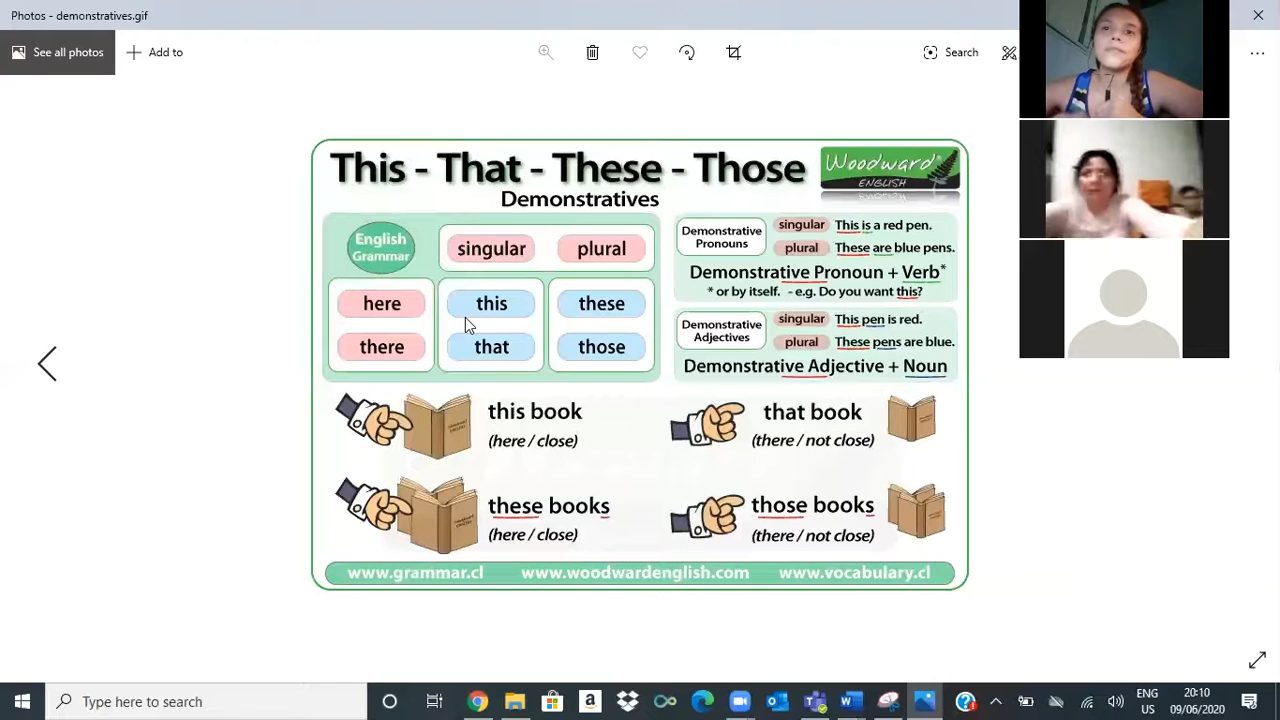 Photos - demonstratives.gif
See all photos
Add to
Search
This - That - These - Those
Demonstratives
Woodward
ENGLISH
English
Grammar
singular plural
here this these
there that those
Demonstrative
Pronouns
singular This is a red pen.
plural These are blue pens.
Demonstrative Pronoun + Verb*
* or by itself. - e.g. Do you want this?
Demonstrative
Adjectives
singular This pen is red.
plural These pens are blue.
Demonstrative Adjective + Noun
this book
(here / close)
that book
(there / not close)
these books
(here / close)
those books
(there / not close)
www.grammar.cl www.woodwardenglish.com www.vocabulary.cl
Type here to search
ENG
US
20:10
09/06/2020